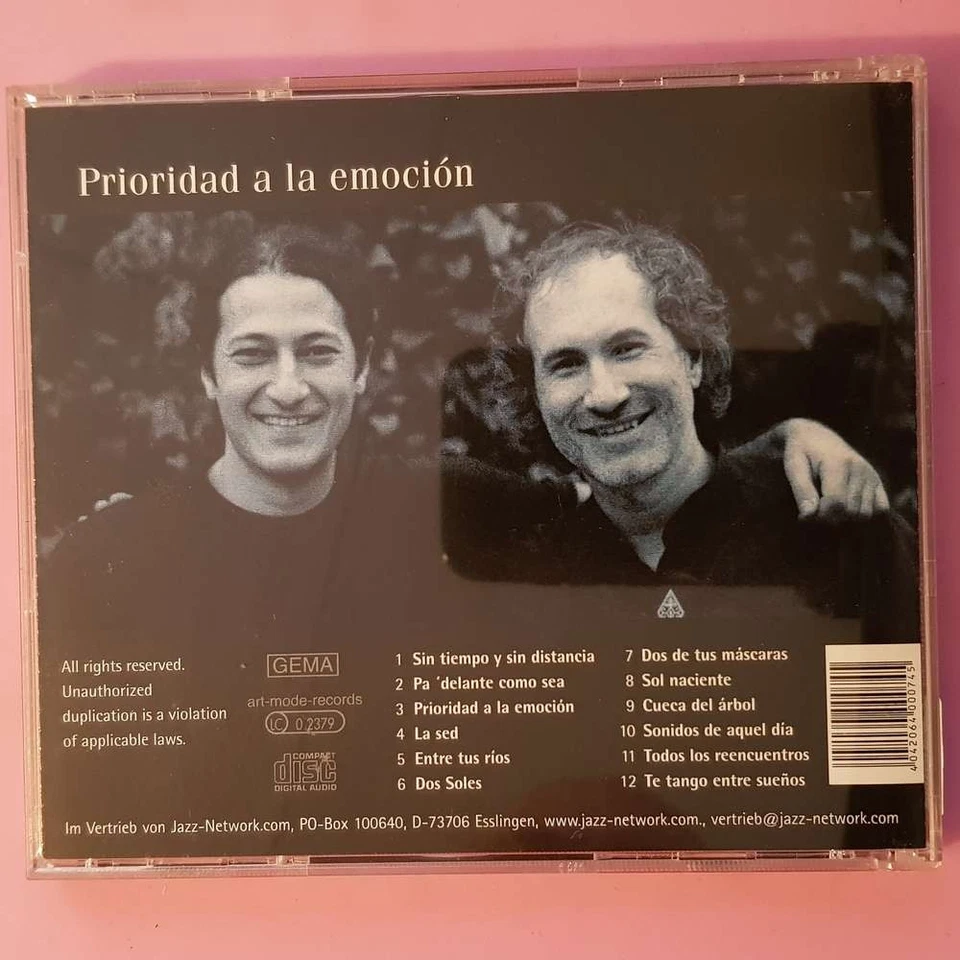 Prioridad a la emoción
All rights reserved.
Unauthorized
duplication is a violation
of applicable laws.
GEMA
art-mode-records
LC 02379
COMPACT
disc
DIGITAL AUDIO
1 Sin tiempo y sin distancia
2 Pa ´delante como sea
3 Prioridad a la emoción
4 La sed
5 Entre tus ríos
6 Dos Soles
7 Dos de tus máscaras
8 Sol naciente
9 Cueca del árbol
10 Sonidos de aquel día
11 Todos los reencuentros
12 Te tango entre sueños
4 042064 000745
Im Vertrieb von Jazz-Network.com, PO-Box 100640, D-73706 Esslingen, www.jazz-network.com., vertrieb@jazz-network.com